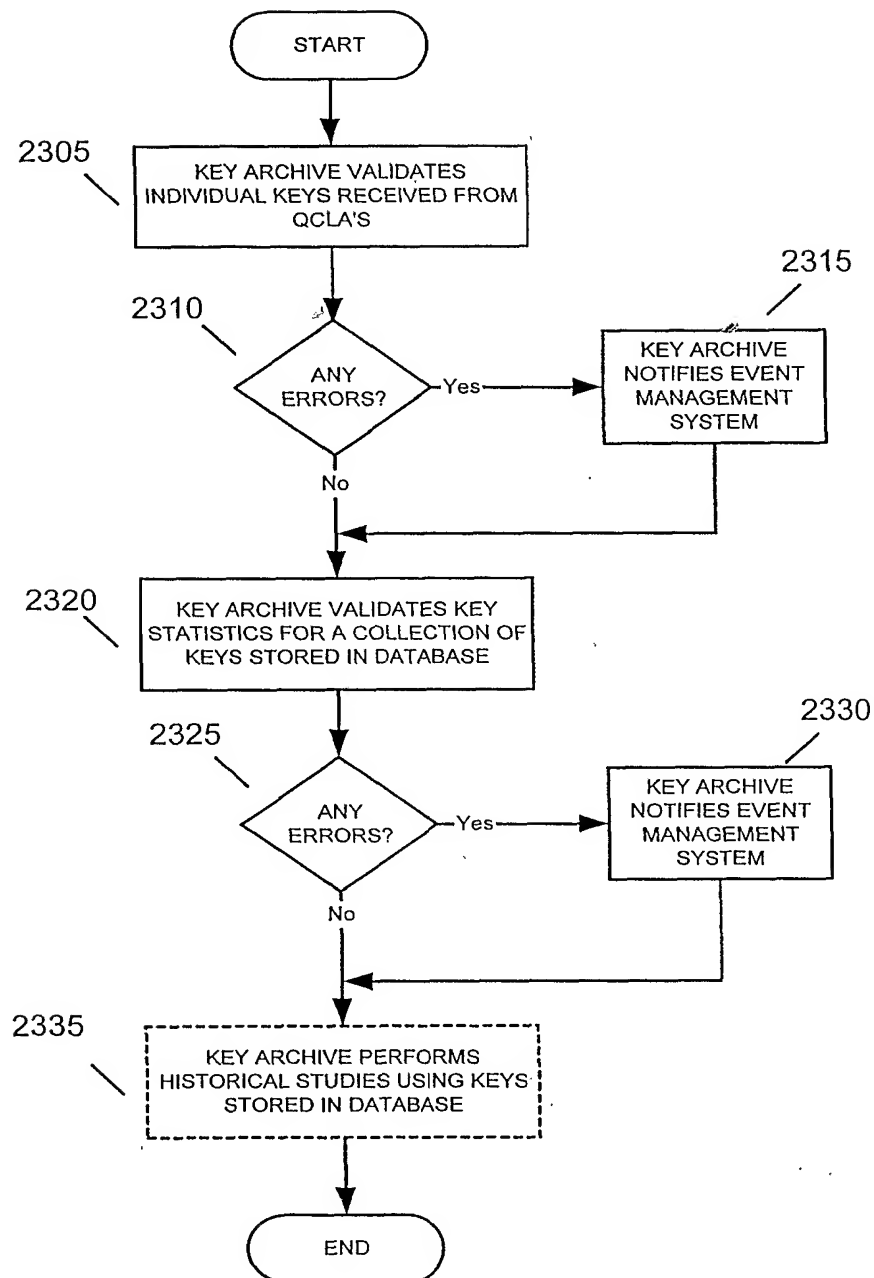 START
2305
KEY ARCHIVE VALIDATES
INDIVIDUAL KEYS RECEIVED FROM
QCLA'S
2310
ANY
ERRORS?
Yes
2315
KEY ARCHIVE
NOTIFIES EVENT
MANAGEMENT
SYSTEM
No
2320
KEY ARCHIVE VALIDATES KEY
STATISTICS FOR A COLLECTION OF
KEYS STORED IN DATABASE
2325
ANY
ERRORS?
Yes
2330
KEY ARCHIVE
NOTIFIES EVENT
MANAGEMENT
SYSTEM
No
2335
KEY ARCHIVE PERFORMS
HISTORICAL STUDIES USING KEYS
STORED IN DATABASE
END